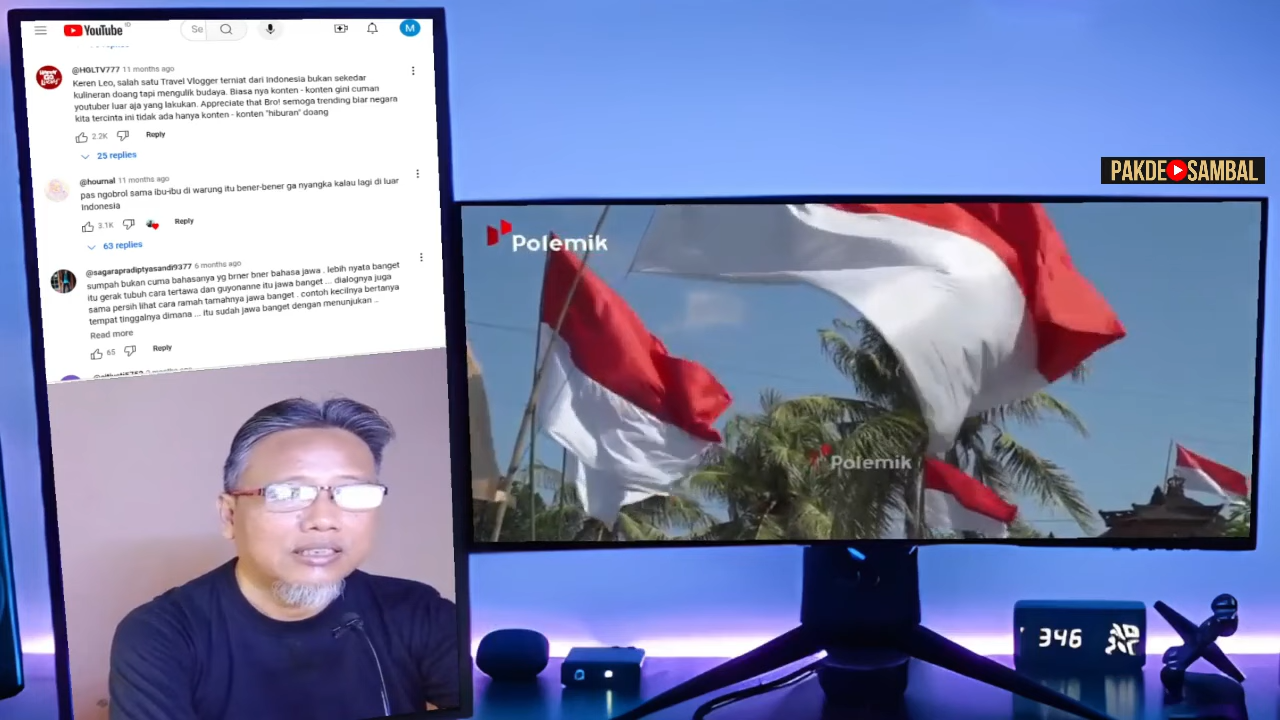 YouTube
ID
Se
M
@HGLTV777 11 months ago
Keren Leo, salah satu Travel Vlogger terniat dari Indonesia bukan sekedar
kulineran doang tapi mengulik budaya. Biasa nya konten - konten gini cuman
youtuber luar aja yang lakukan. Appreciate that Bro! semoga trending biar negara
kita tercinta ini tidak ada hanya konten - konten "hiburan" doang
2.2K Reply
25 replies
@houmal 11 months ago
pas ngobrol sama ibu-ibu di warung itu bener-bener ga nyangka kalau lagi di luar
Indonesia
3.1K Reply
63 replies
@sagarapradiptyasandi9377 6 months ago
sumpah bukan cuma bahasanya yg brner bner bahasa jawa . lebih nyata banget
itu gerak tubuh cara tertawa dan guyonanne itu jawa banget ... dialognya juga
sama persih lihat cara ramah tamahnya jawa banget . contoh kecilnya bertanya
tempat tinggalnya dimana ... itu sudah jawa banget dengan menunjukan ..
Read more
65 Reply
PAKDE SAMBAL
Polemik
Polemik
346